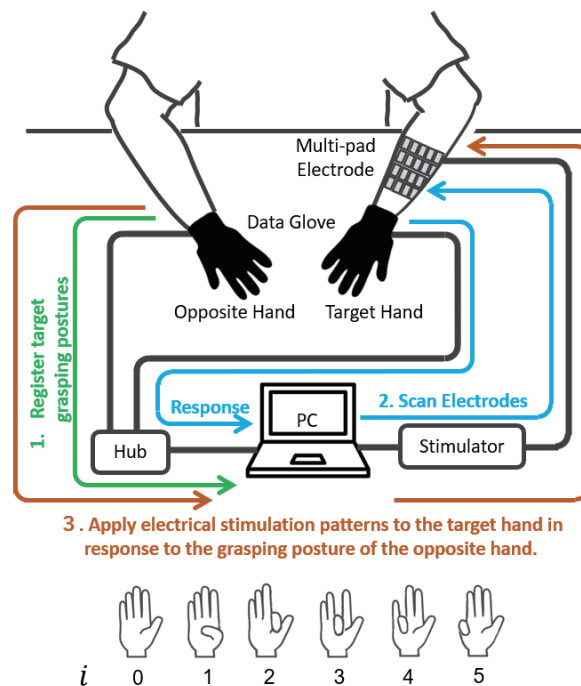 Multi-pad
Electrode
Data Glove
Opposite Hand
Target Hand
1. Register target
grasping postures
Response
2. Scan Electrodes
PC
Hub
Stimulator
3 . Apply electrical stimulation patterns to the target hand in
response to the grasping posture of the opposite hand.
i 0 1 2 3 4 5